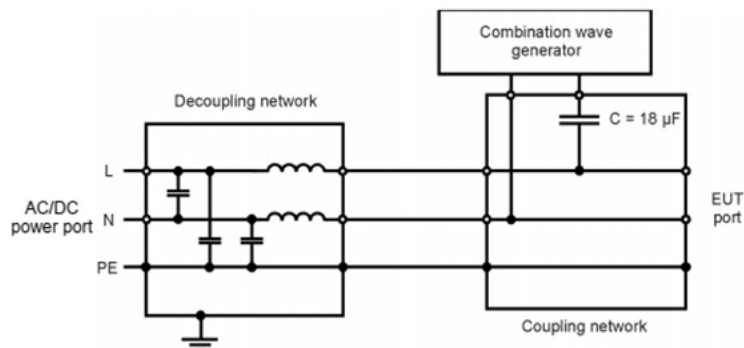 Combination wave
generator
Decoupling network
C = 18 µF
L
AC/DC
power port
N
EUT
port
PE
Coupling network